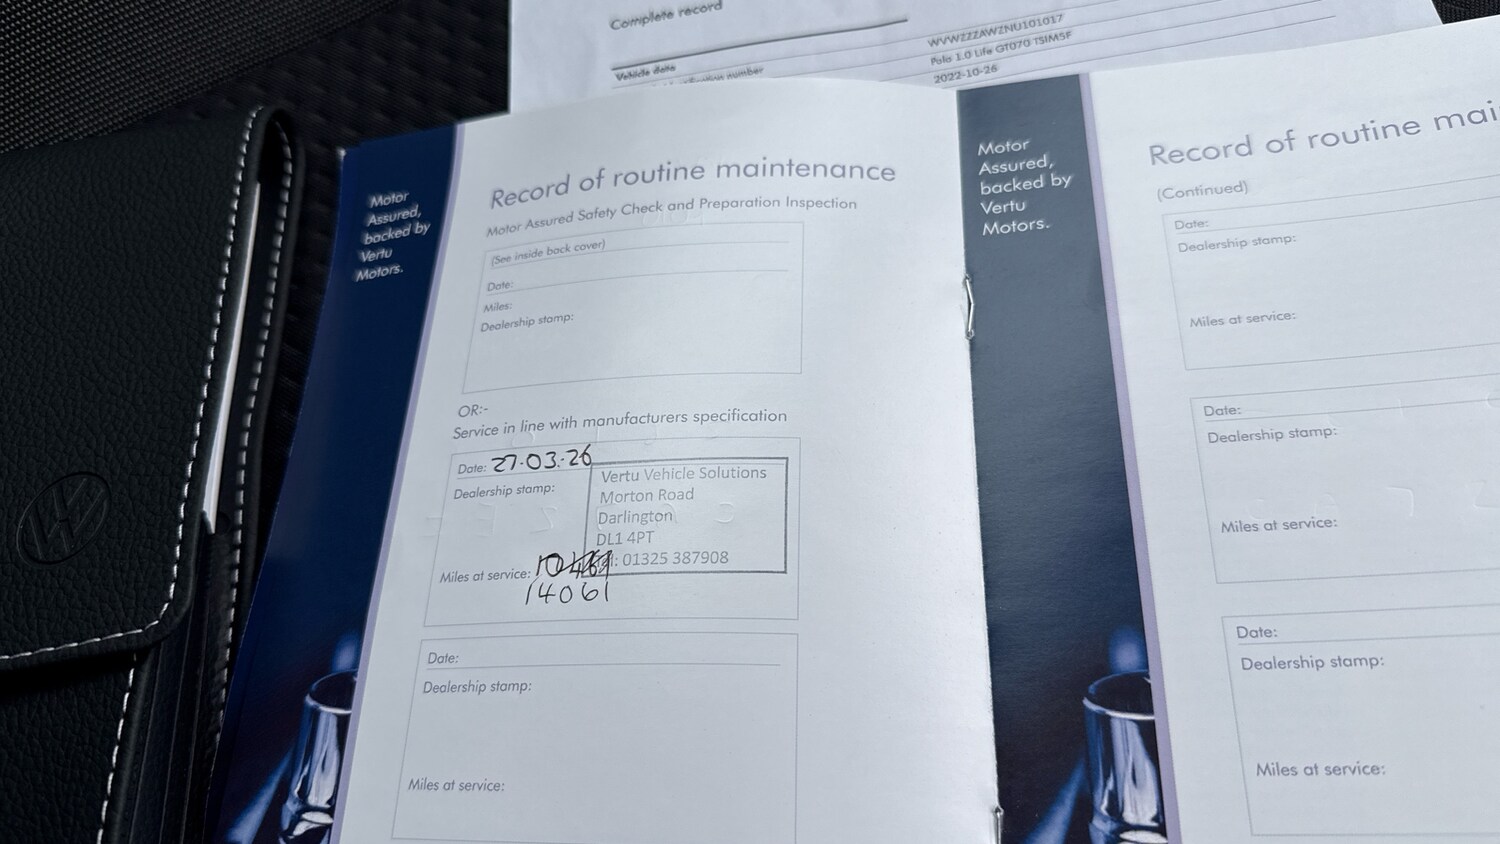 Complete record
Vehicle data
number
WVWZZZAWZNU101017
Polo 1.0 Life GT070 TSIM5F
2022-10-26
Motor
Assured,
backed by
Vertu
Motors.
Record of routine maintenance
Motor Assured Safety Check and Preparation Inspection
(See inside back cover)
Date:
Miles:
Dealership stamp:
OR:-
Service in line with manufacturers specification
Date: 27.03.26
Dealership stamp:
Vertu Vehicle Solutions
Morton Road
Darlington
DL1 4PT
Tel: 01325 387908
Miles at service:
14061
Date:
Dealership stamp:
Miles at service:
Motor
Assured,
backed by
Vertu
Motors.
Record of routine mai
(Continued)
Date:
Dealership stamp:
Miles at service:
Date:
Dealership stamp:
Miles at service:
Date:
Dealership stamp:
Miles at service: